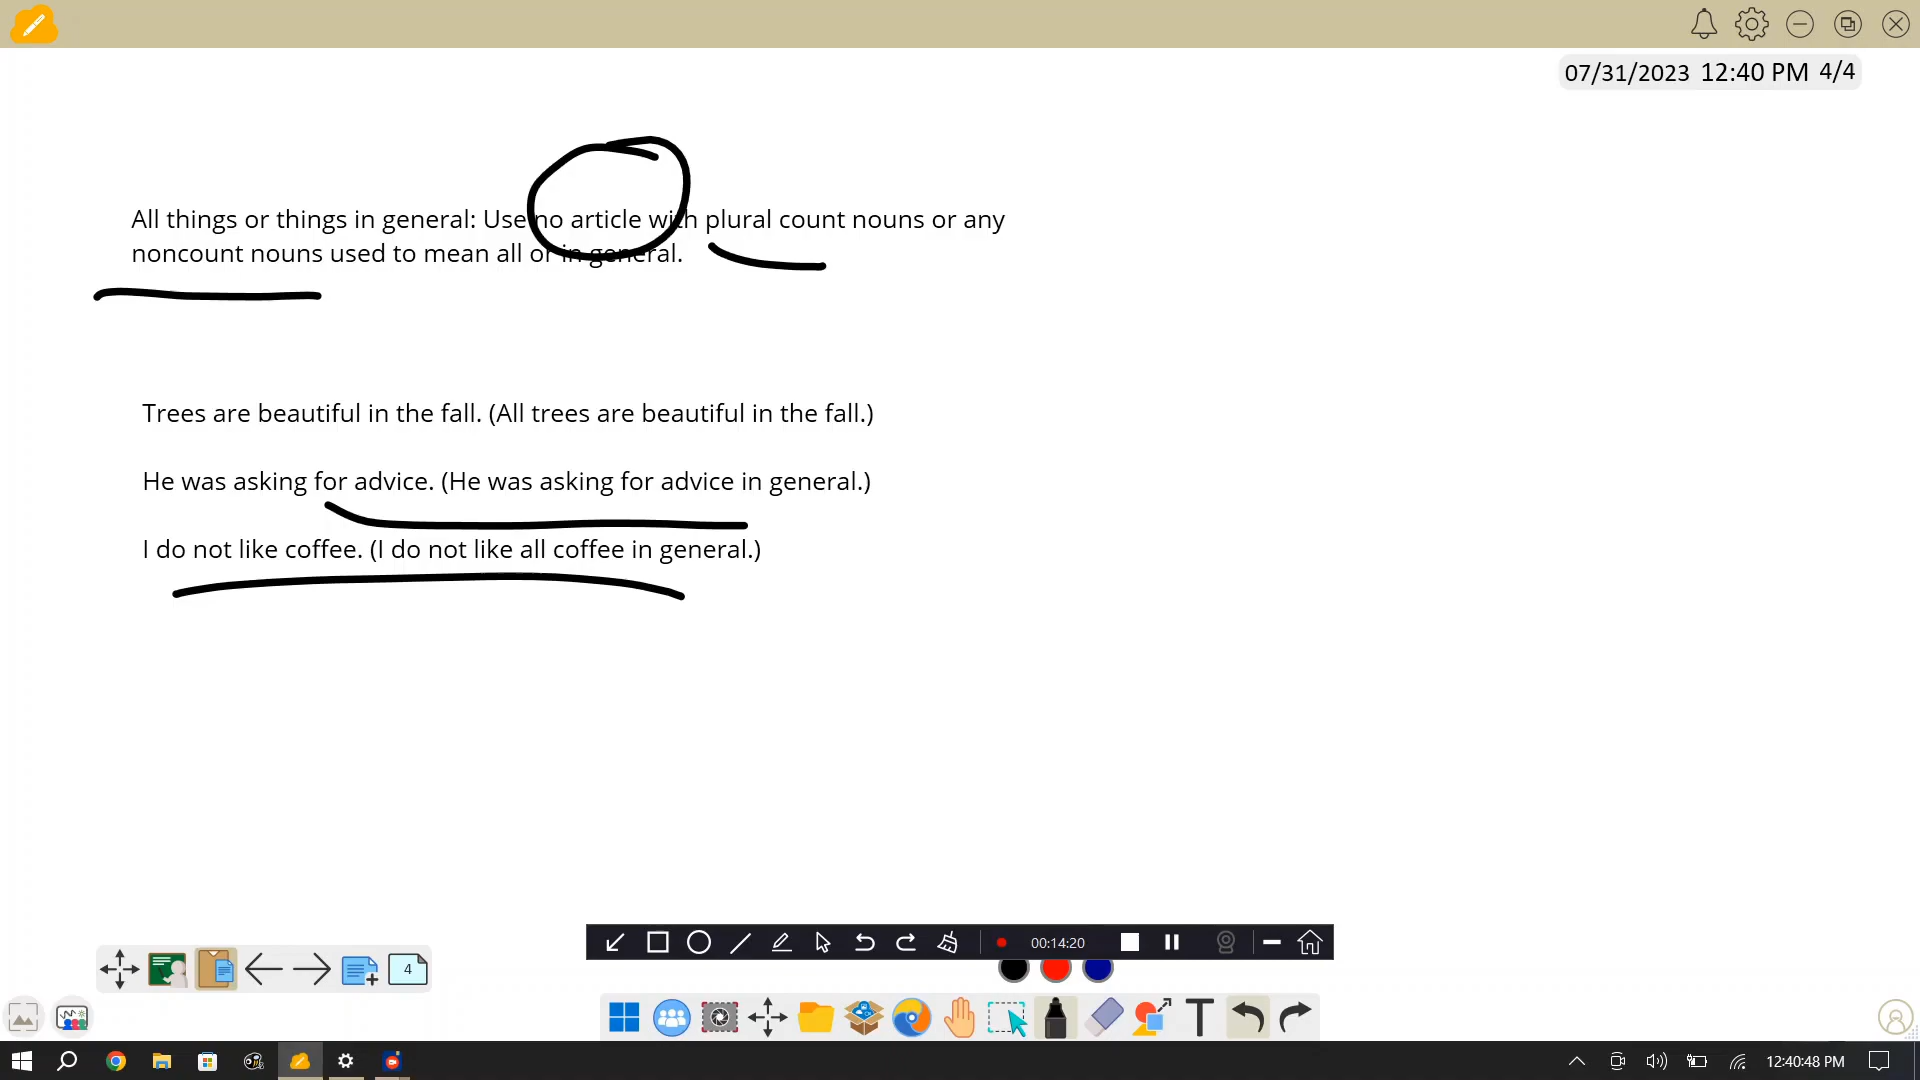 07/31/2023 12:40 PM 4/4
All things or things in general: Use no article with plural count nouns or any
noncount nouns used to mean all or in general.
Trees are beautiful in the fall. (All trees are beautiful in the fall.)
He was asking for advice. (He was asking for advice in general.)
I do not like coffee. (I do not like all coffee in general.)
00:14:20
4
T
12:40:48 PM